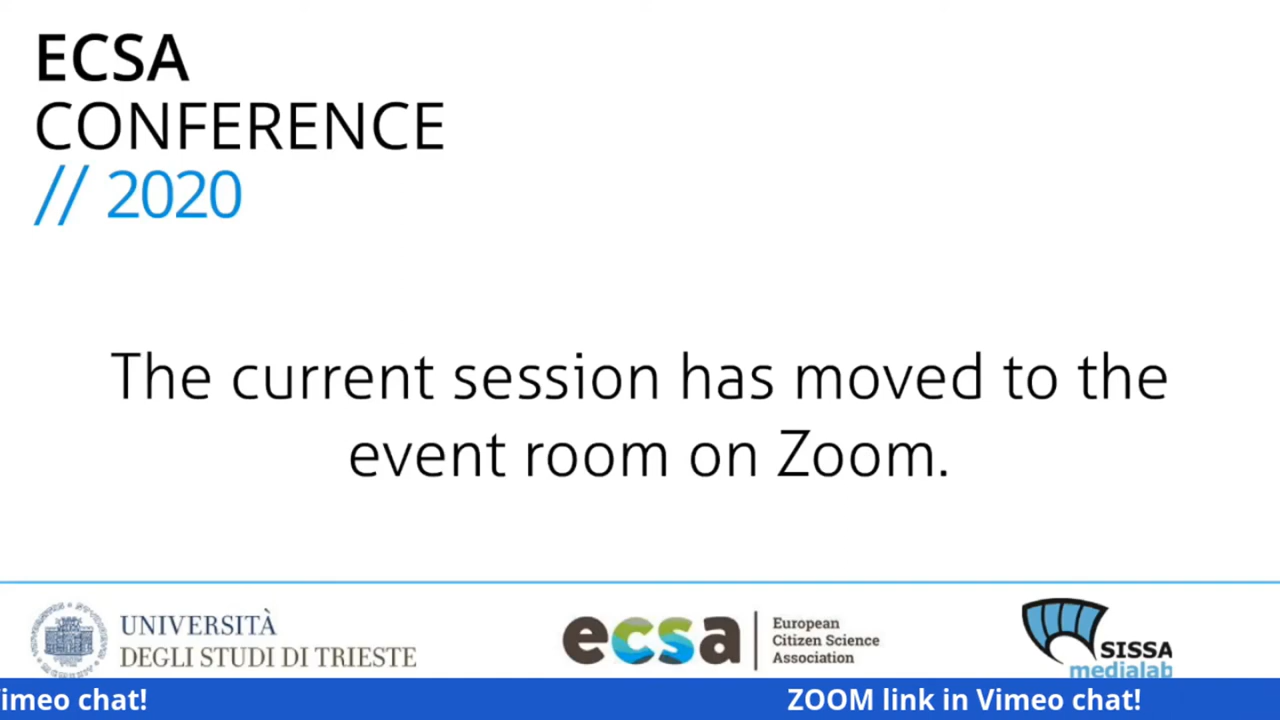 ECSA
CONFERENCE
// 2020
The current session has moved to the
event room on Zoom.
UNIVERSITÀ
DEGLI STUDI DI TRIESTE
ecsa
European
Citizen Science
Association
SISSA
medialab
imeo chat!
ZOOM link in Vimeo chat!